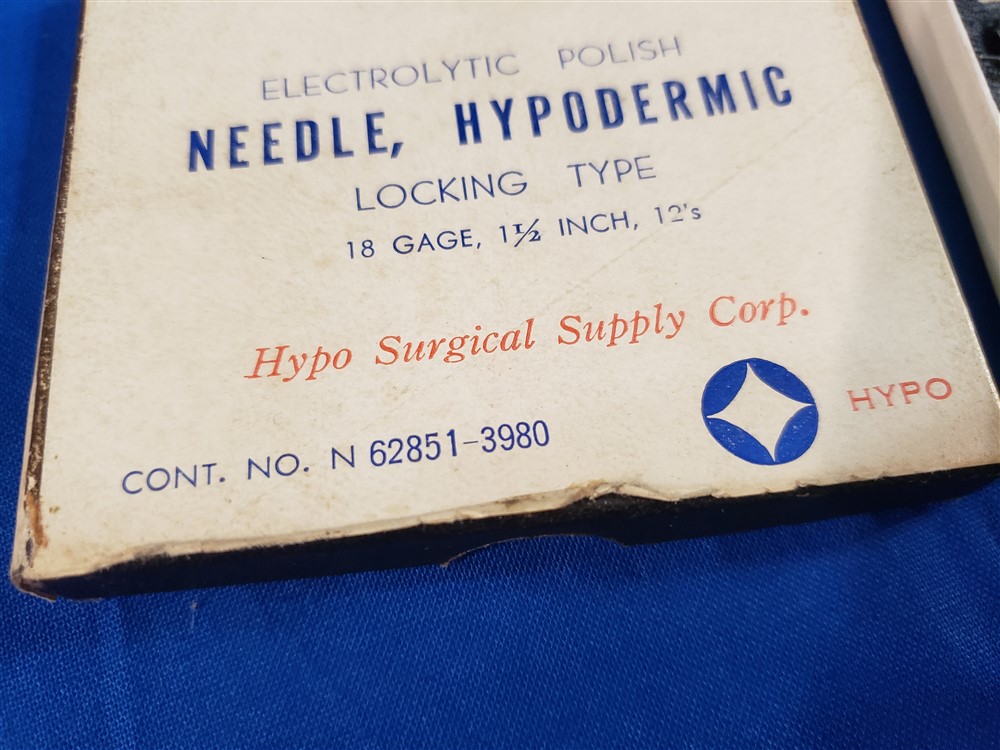 ELECTROLYTIC POLISH
NEEDLE, HYPODERMIC
LOCKING TYPE
18 GAGE, 1½ INCH, 12's
Hypo Surgical Supply Corp.
HYPO
CONT. NO. N 62851-3980